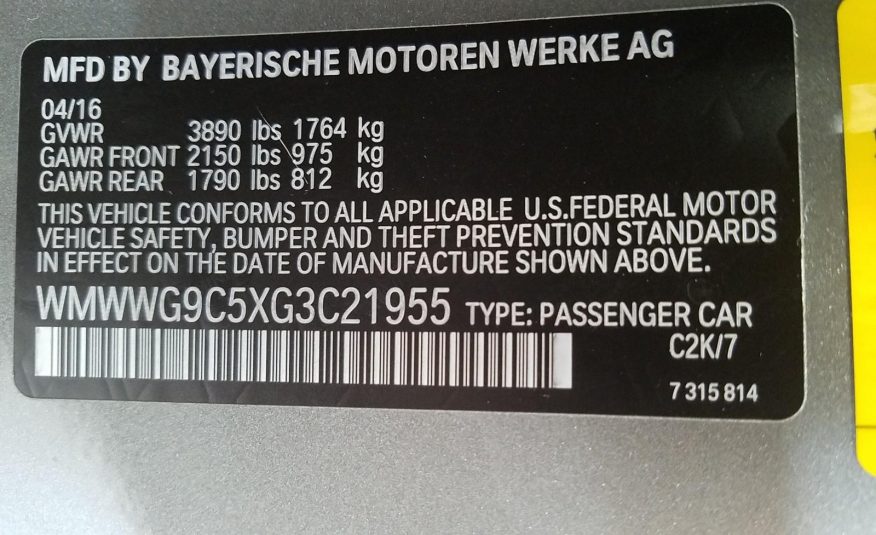 MFD BY BAYERISCHE MOTOREN WERKE AG
04/16
GVWR 3890 lbs 1764 kg
GAWR FRONT 2150 lbs 975 kg
GAWR REAR 1790 lbs 812 kg
THIS VEHICLE CONFORMS TO ALL APPLICABLE U.S.FEDERAL MOTOR
VEHICLE SAFETY, BUMPER AND THEFT PREVENTION STANDARDS
IN EFFECT ON THE DATE OF MANUFACTURE SHOWN ABOVE.
WMWWG9C5XG3C21955 TYPE: PASSENGER CAR
C2K/7
7 315 814